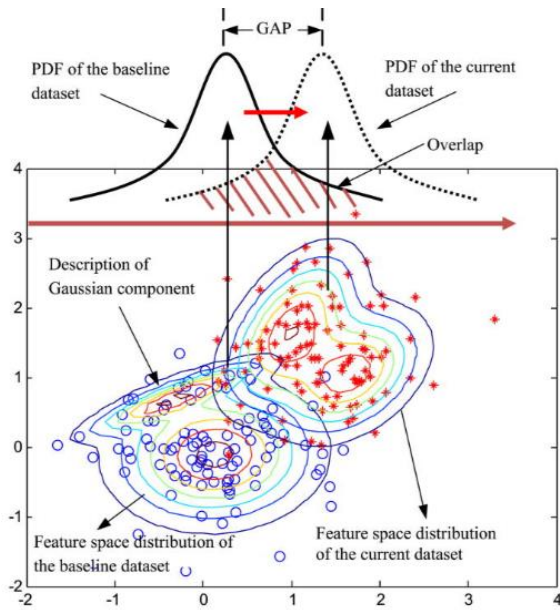 GAP
PDF of the baseline
dataset
PDF of the current
dataset
Overlap
4
3
2
1
0
-1
-2
Description of
Gaussian component
Feature space distribution of
the baseline dataset
Feature space distribution
of the current dataset
-2 -1 0 1 2 3 4